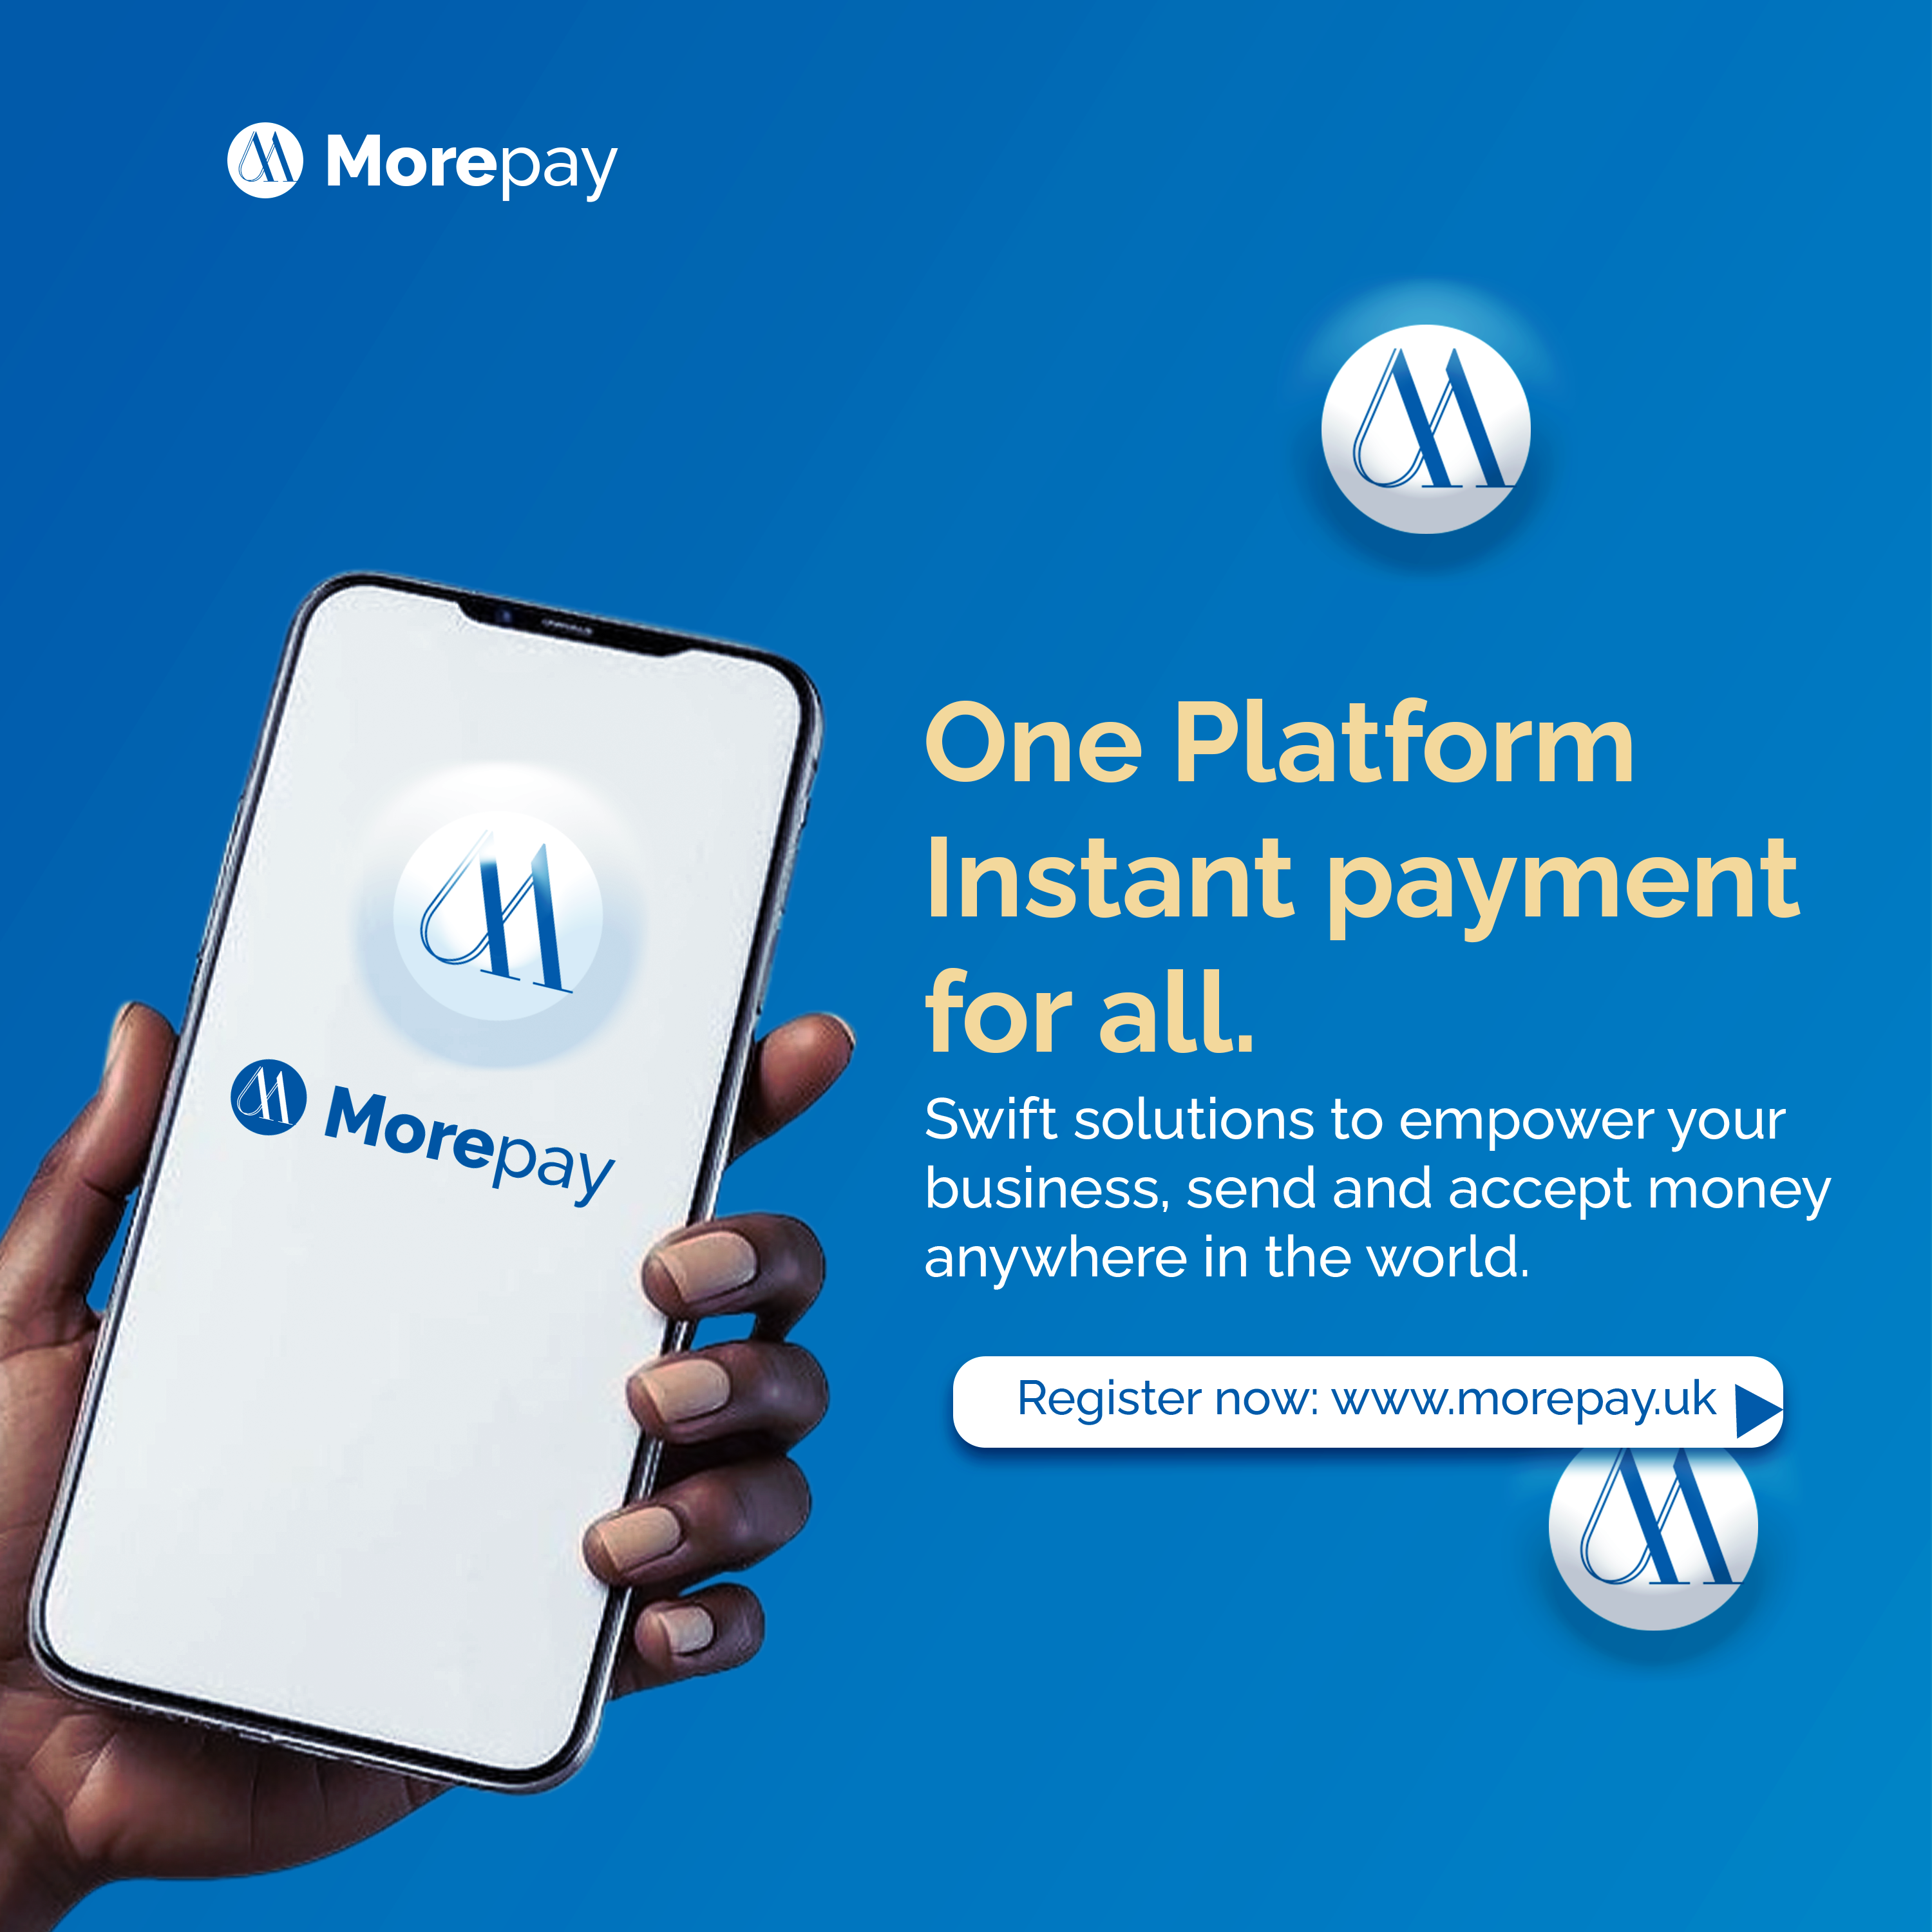 Morepay
One Platform
Instant payment
for all.
Swift solutions to empower your
business, send and accept money
anywhere in the world.
Register now: www.morepay.uk
M
M
Morepay
M